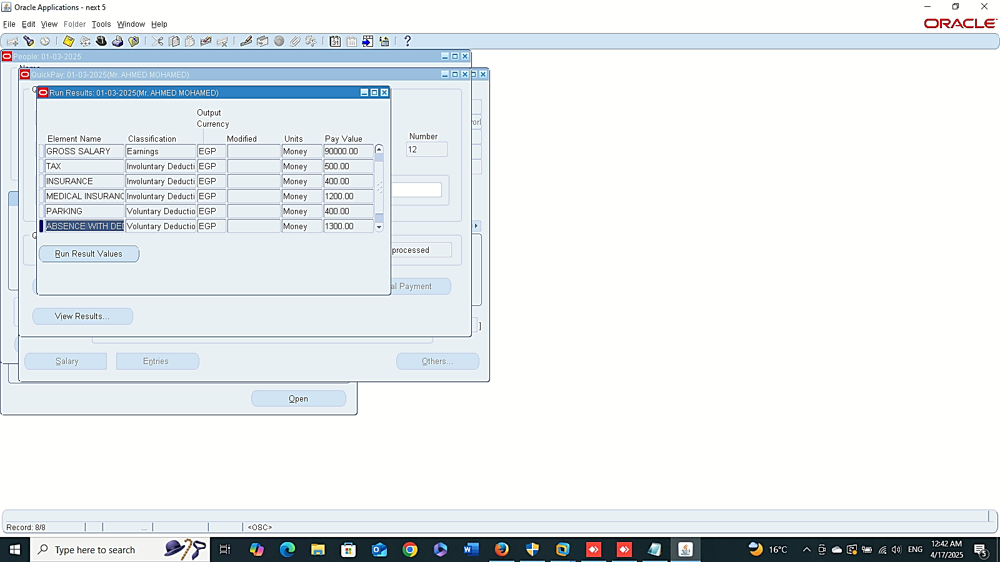 Oracle Applications - next 5
File Edit View Folder Tools Window Help
ORACLE
People: 01-03-2025
QuickPay: 01-03-2025(Mr. AHMED MOHAMED)
Run Results: 01-03-2025(Mr. AHMED MOHAMED)
Output
Currency
Element Name Classification Modified Units Pay Value
Number
12
GROSS SALARY Earnings EGP Money 90000.00
TAX Involuntary Deducti EGP Money 500.00
INSURANCE Involuntary Deducti EGP Money 400.00
MEDICAL INSURANC Involuntary Deducti EGP Money 1200.00
PARKING Voluntary Deductio EGP Money 400.00
ABSENCE WITH DE Voluntary Deductio EGP Money 1300.00
Run Result Values
processed
al Payment
View Results...
]
Salary Entries Others...
Open
Record: 8/8 ... <OSC>
Type here to search
16°C
ENG
12:42 AM
4/17/2025
5